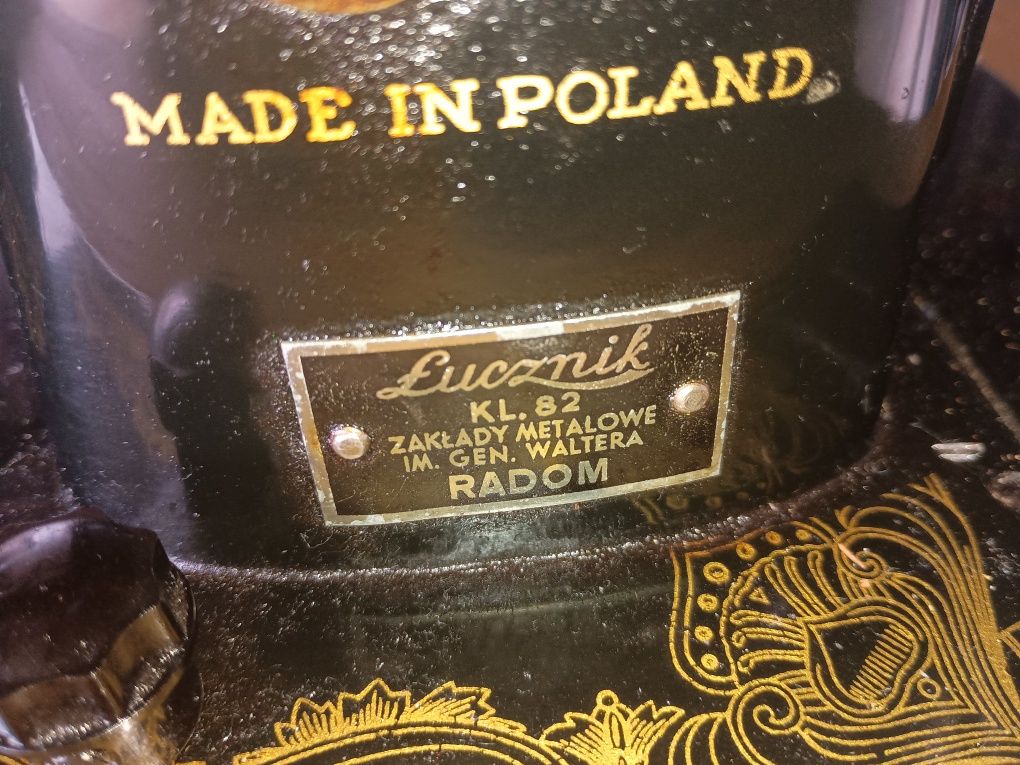 MADE IN POLAND
Łucznik
KL. 82
ZAKŁADY METALOWE
IM. GEN. WALTERA
RADOM